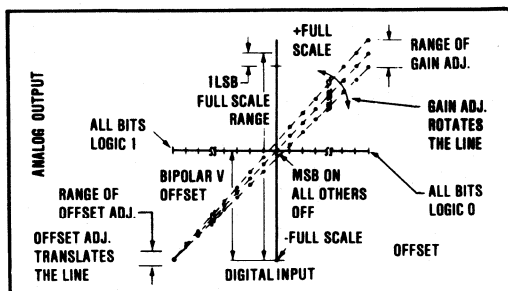 +FULL
SCALE
RANGE OF
GAIN ADJ.
1LSB
FULL SCALE
RANGE
GAIN ADJ.
ROTATES
THE LINE
ANALOG OUTPUT
ALL BITS
LOGIC 1
BIPOLAR V
OFFSET
MSB ON
ALL OTHERS
OFF
ALL BITS
LOGIC 0
RANGE OF
OFFSET ADJ.
OFFSET ADJ.
TRANSLATES
THE LINE
-FULL SCALE
OFFSET
DIGITAL INPUT